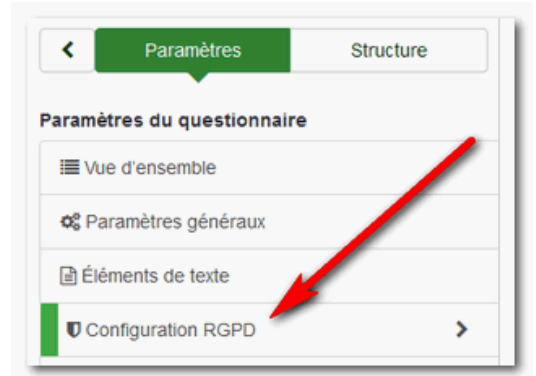 Paramètres Structure
Paramètres du questionnaire
Vue d'ensemble
Paramètres généraux
Éléments de texte
Configuration RGPD